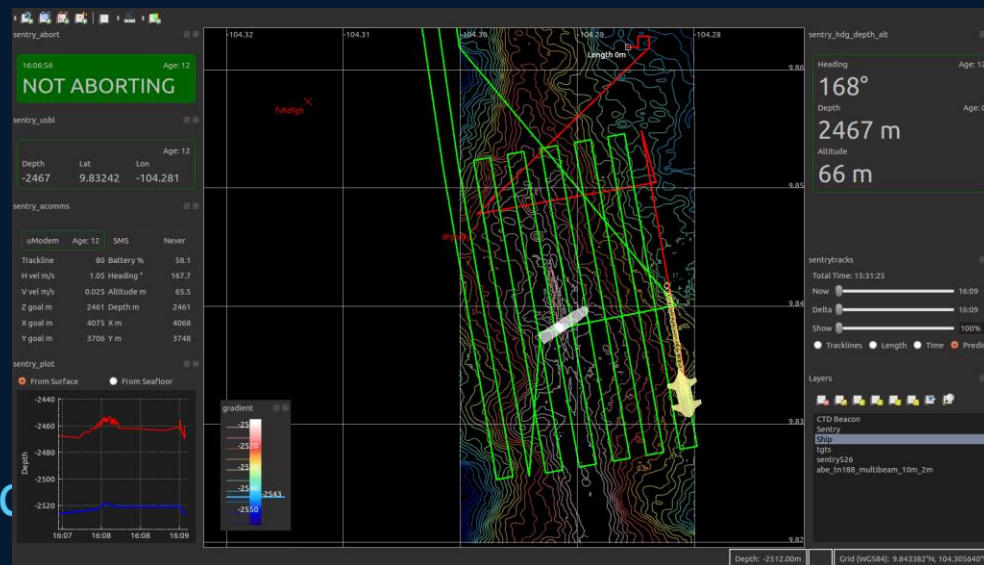 sentry_abort
16:06:56 Age: 12
NOT ABORTING
sentry_usbl
Age: 12
Depth Lat Lon
-2467 9.83242 -104.281
sentry_acomms
uModem Age: 12 SMS Never
Trackline 80 Battery % 58.1
H vel m/s 1.05 Heading ° 167.7
V vel m/s 0.025 Altitude m 65.5
Z goal m 2461 Depth m 2461
X goal m 4075 X m 4068
Y goal m 3706 Y m 3748
sentry_plot
From Surface From Seafloor
Depth
-2440
-2460
-2480
-2500
-2520
16:07 16:08 16:08 16:09
-104.32 -104.31 -104.30 -104.29 -104.28
Length 0m
9.86
9.85
9.84
9.83
9.82
gradient
-2520
-2543
-2550
sentry_hdg_depth_alt
Heading Age: 12
168°
Depth
2467 m
Altitude
66 m
sentrytracks
Total Time: 15:31:25
Now 16:09
Delta 16:09
Show 100%
Tracklines Length Time Predic
Layers
CTD Beacon
Sentry
Ship
tgts
sentry526
abe_tn188_multibeam_10m_2m
Depth: -2512.00m Grid (WGS84): 9.843382°N, 104.305640°